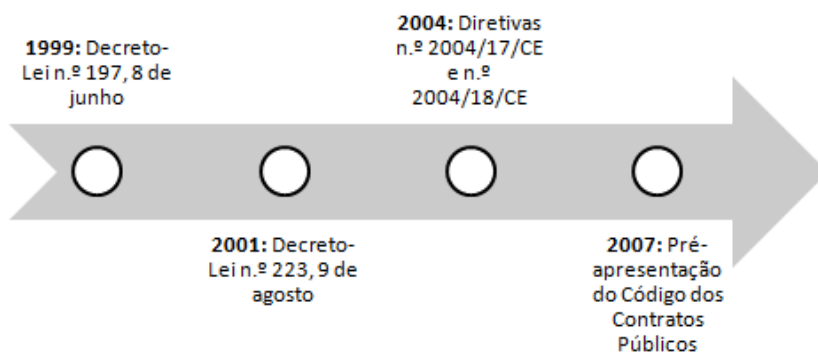 1999: Decreto-
Lei n.º 197, 8 de
junho
2001: Decreto-
Lei n.º 223, 9 de
agosto
2004: Diretivas
n.º 2004/17/CE
e n.º
2004/18/CE
2007: Pré-
apresentação
do Código dos
Contratos
Públicos